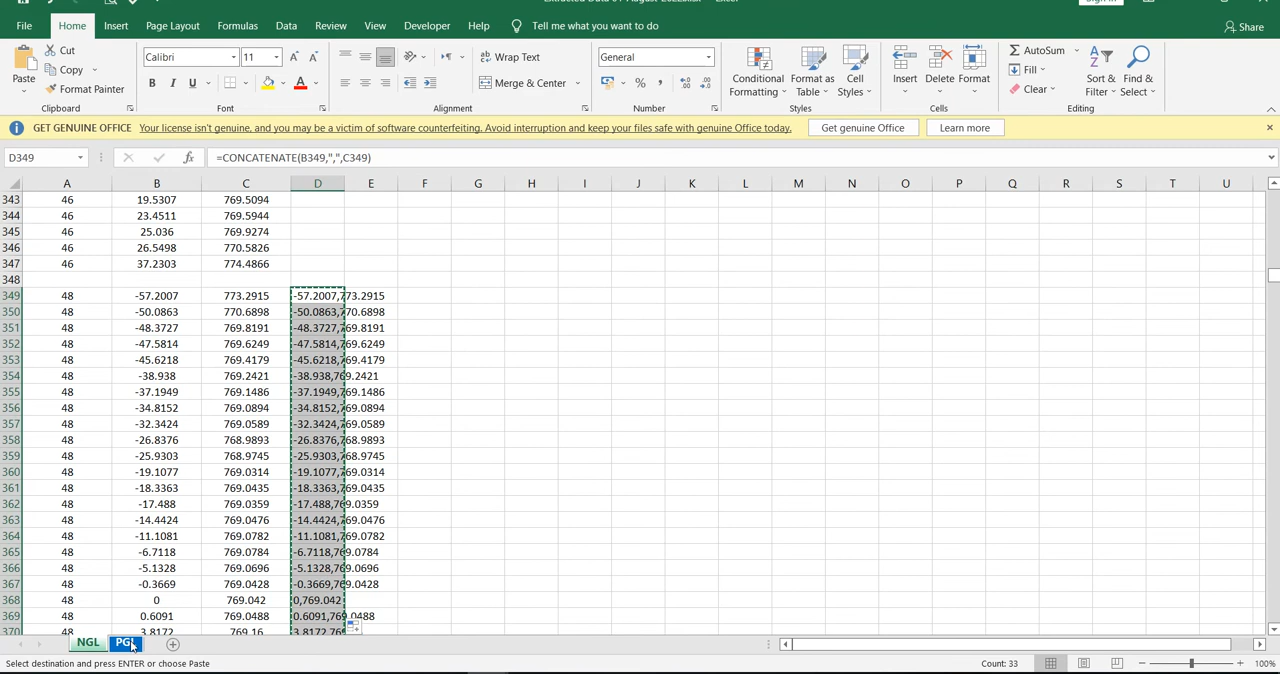 File Home Insert Page Layout Formulas Data Review View Developer Help Tell me what you want to do Share
Paste Cut Calibri 11 Wrap Text General Conditional Formatting Format as Table Cell Styles Insert Delete Format AutoSum Sort & Filter Find & Select
Copy Fill
Format Painter B I U A Merge & Center % , Clear
Clipboard Font Alignment Number Styles Cells Editing
GET GENUINE OFFICE Your license isn't genuine, and you may be a victim of software counterfeiting. Avoid interruption and keep your files safe with genuine Office today. Get genuine Office Learn more
D349 fx =CONCATENATE(B349,",",C349)
A B C D E F G H I J K L M N O P Q R S T U
343 46 19.5307 769.5094
344 46 23.4511 769.5944
345 46 25.036 769.9274
346 46 26.5498 770.5826
347 46 37.2303 774.4866
348
349 48 -57.2007 773.2915 -57.2007,773.2915
350 48 -50.0863 770.6898 -50.0863,770.6898
351 48 -48.3727 769.8191 -48.3727,769.8191
352 48 -47.5814 769.6249 -47.5814,769.6249
353 48 -45.6218 769.4179 -45.6218,769.4179
354 48 -38.938 769.2421 -38.938,769.2421
355 48 -37.1949 769.1486 -37.1949,769.1486
356 48 -34.8152 769.0894 -34.8152,769.0894
357 48 -32.3424 769.0589 -32.3424,769.0589
358 48 -26.8376 768.9893 -26.8376,768.9893
359 48 -25.9303 768.9745 -25.9303,768.9745
360 48 -19.1077 769.0314 -19.1077,769.0314
361 48 -18.3363 769.0435 -18.3363,769.0435
362 48 -17.488 769.0359 -17.488,769.0359
363 48 -14.4424 769.0476 -14.4424,769.0476
364 48 -11.1081 769.0782 -11.1081,769.0782
365 48 -6.7118 769.0784 -6.7118,769.0784
366 48 -5.1328 769.0696 -5.1328,769.0696
367 48 -0.3669 769.0428 -0.3669,769.0428
368 48 0 769.042 0,769.042
369 48 0.6091 769.0488 0.6091,769.0488
370 48 3.8172 769.16
NGL PGL
Select destination and press ENTER or choose Paste Count: 33 100%